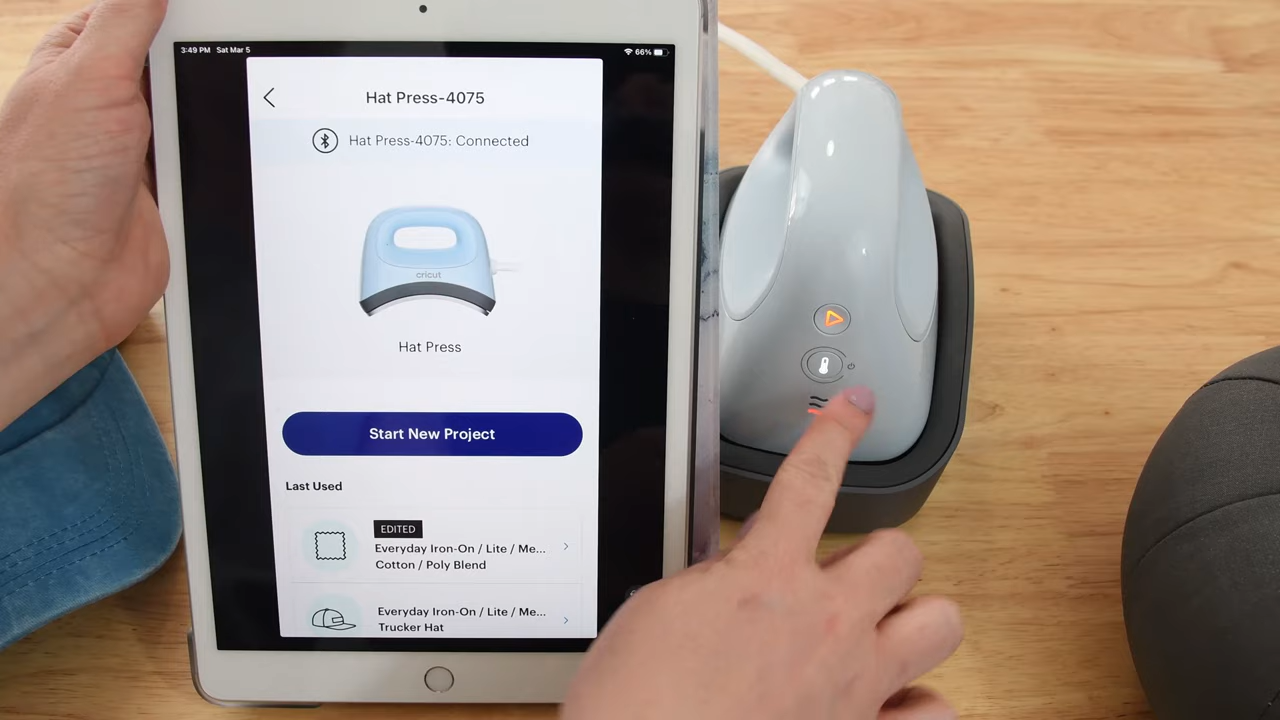 3:49 PM Sat Mar 5
66%
Hat Press-4075
Hat Press-4075: Connected
cricut
Hat Press
Start New Project
Last Used
EDITED
Everyday Iron-On / Lite / Me...
Cotton / Poly Blend
Everyday Iron-On / Lite / Me...
Trucker Hat